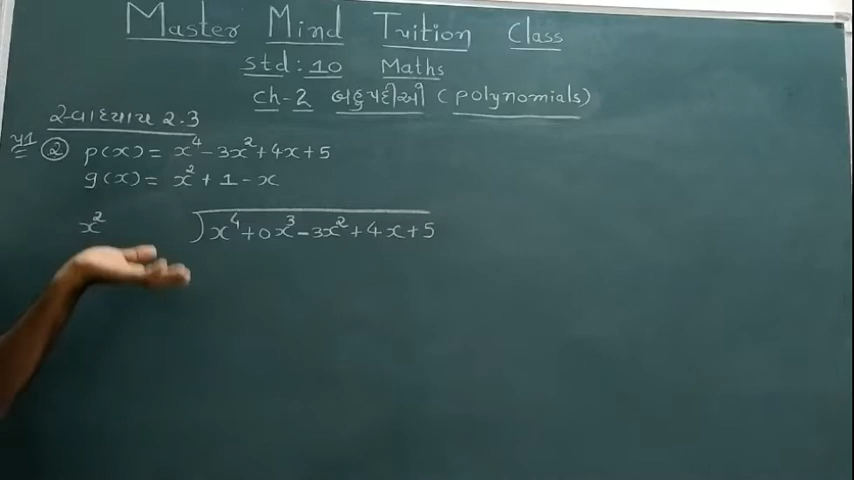 Master Mind Tuition Class
std : 10 Maths
ch-2 બહુપદીઓ (polynomials)
સ્વાધ્યાય 2.3
પ્ર1 ② p(x) = x⁴ - 3x² + 4x + 5
g(x) = x² + 1 - x
x² ) x⁴ + 0x³ - 3x² + 4x + 5